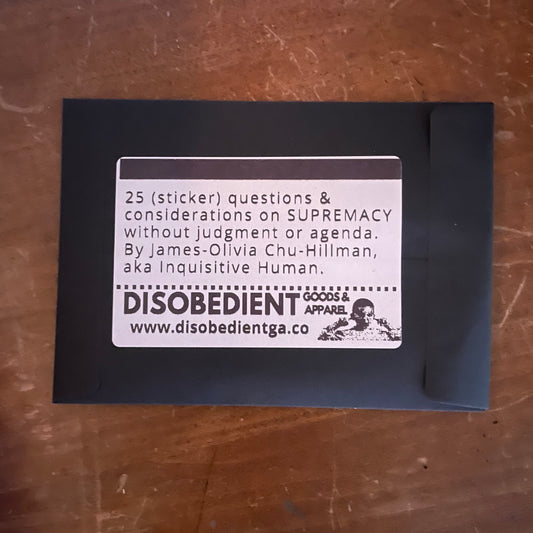 25 (sticker) questions &
considerations on SUPREMACY
without judgment or agenda.
By James-Olivia Chu-Hillman,
aka Inquisitive Human.
DISOBEDIENT GOODS &
APPAREL
www.disobedientga.co